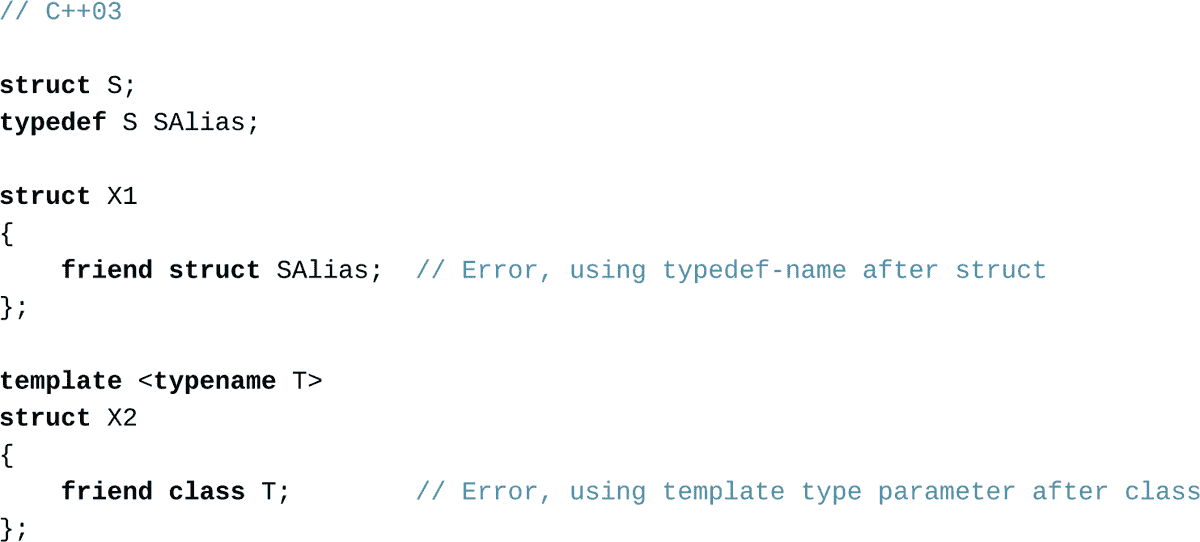 // C++03
struct S;
typedef S SAlias;
struct X1
{
    friend struct SAlias;  // Error, using typedef-name after struct
};
template <typename T>
struct X2
{
    friend class T;        // Error, using template type parameter after class
};